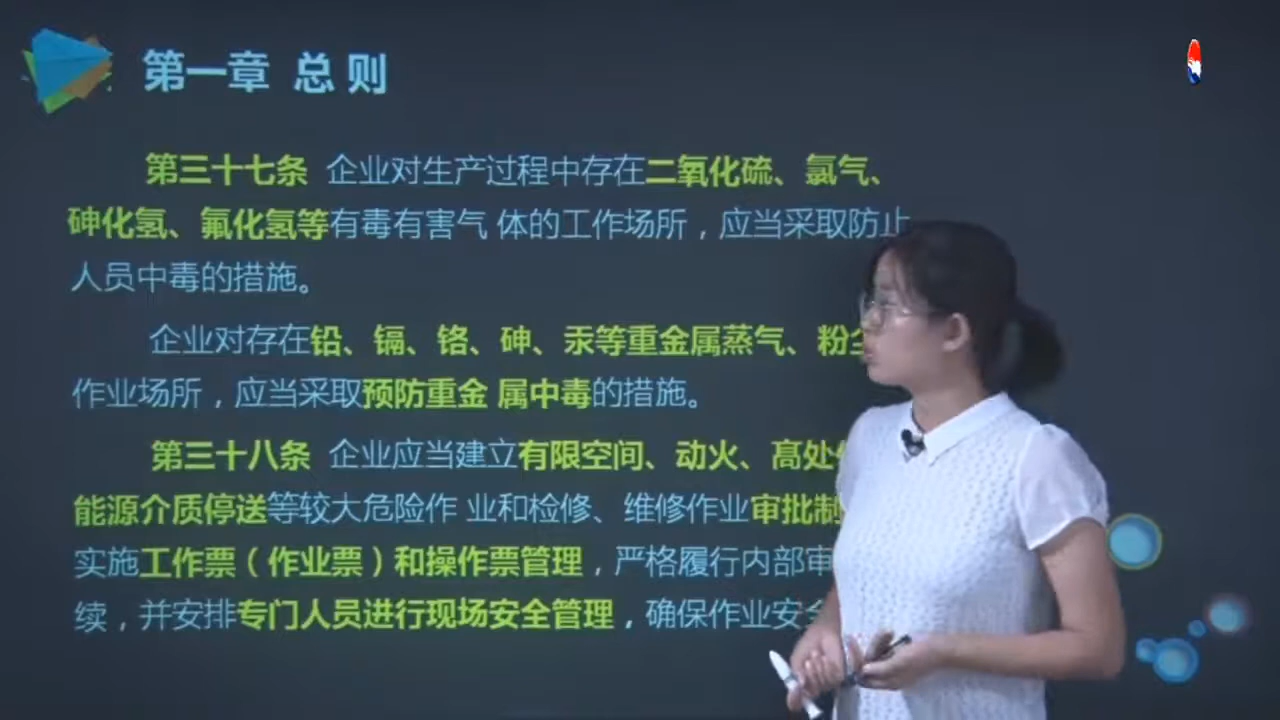 第一章 总 则
第三十七条 企业对生产过程中存在二氧化硫、氯气、
砷化氢、氟化氢等有毒有害气 体的工作场所，应当采取防止
人员中毒的措施。
企业对存在铅、镉、铬、砷、汞等重金属蒸气、粉
作业场所，应当采取预防重金 属中毒的措施。
第三十八条 企业应当建立有限空间、动火、高处
能源介质停送等较大危险作 业和检修、维修作业审批制
实施工作票（作业票）和操作票管理，严格履行内部审
续，并安排专门人员进行现场安全管理，确保作业安